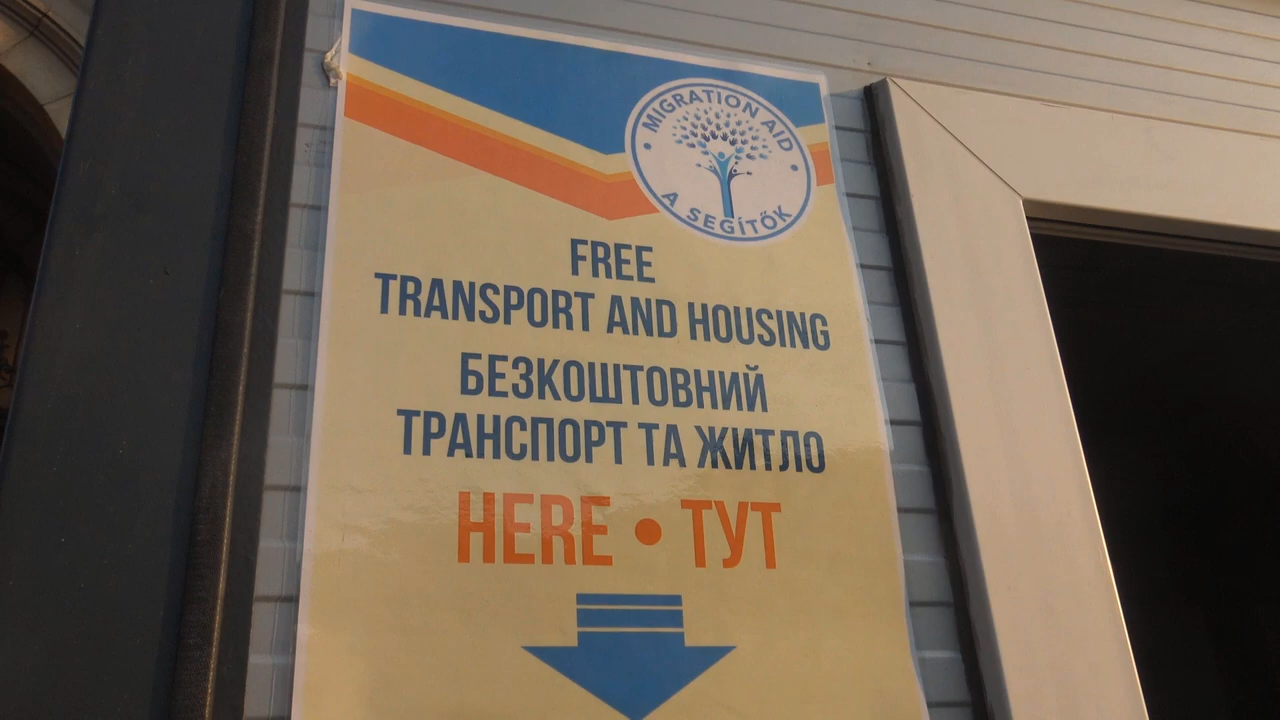 MIGRATION AID
A SEGÍTŐK
FREE
TRANSPORT AND HOUSING
БЕЗКОШТОВНИЙ
ТРАНСПОРТ ТА ЖИТЛО
HERE • ТУТ